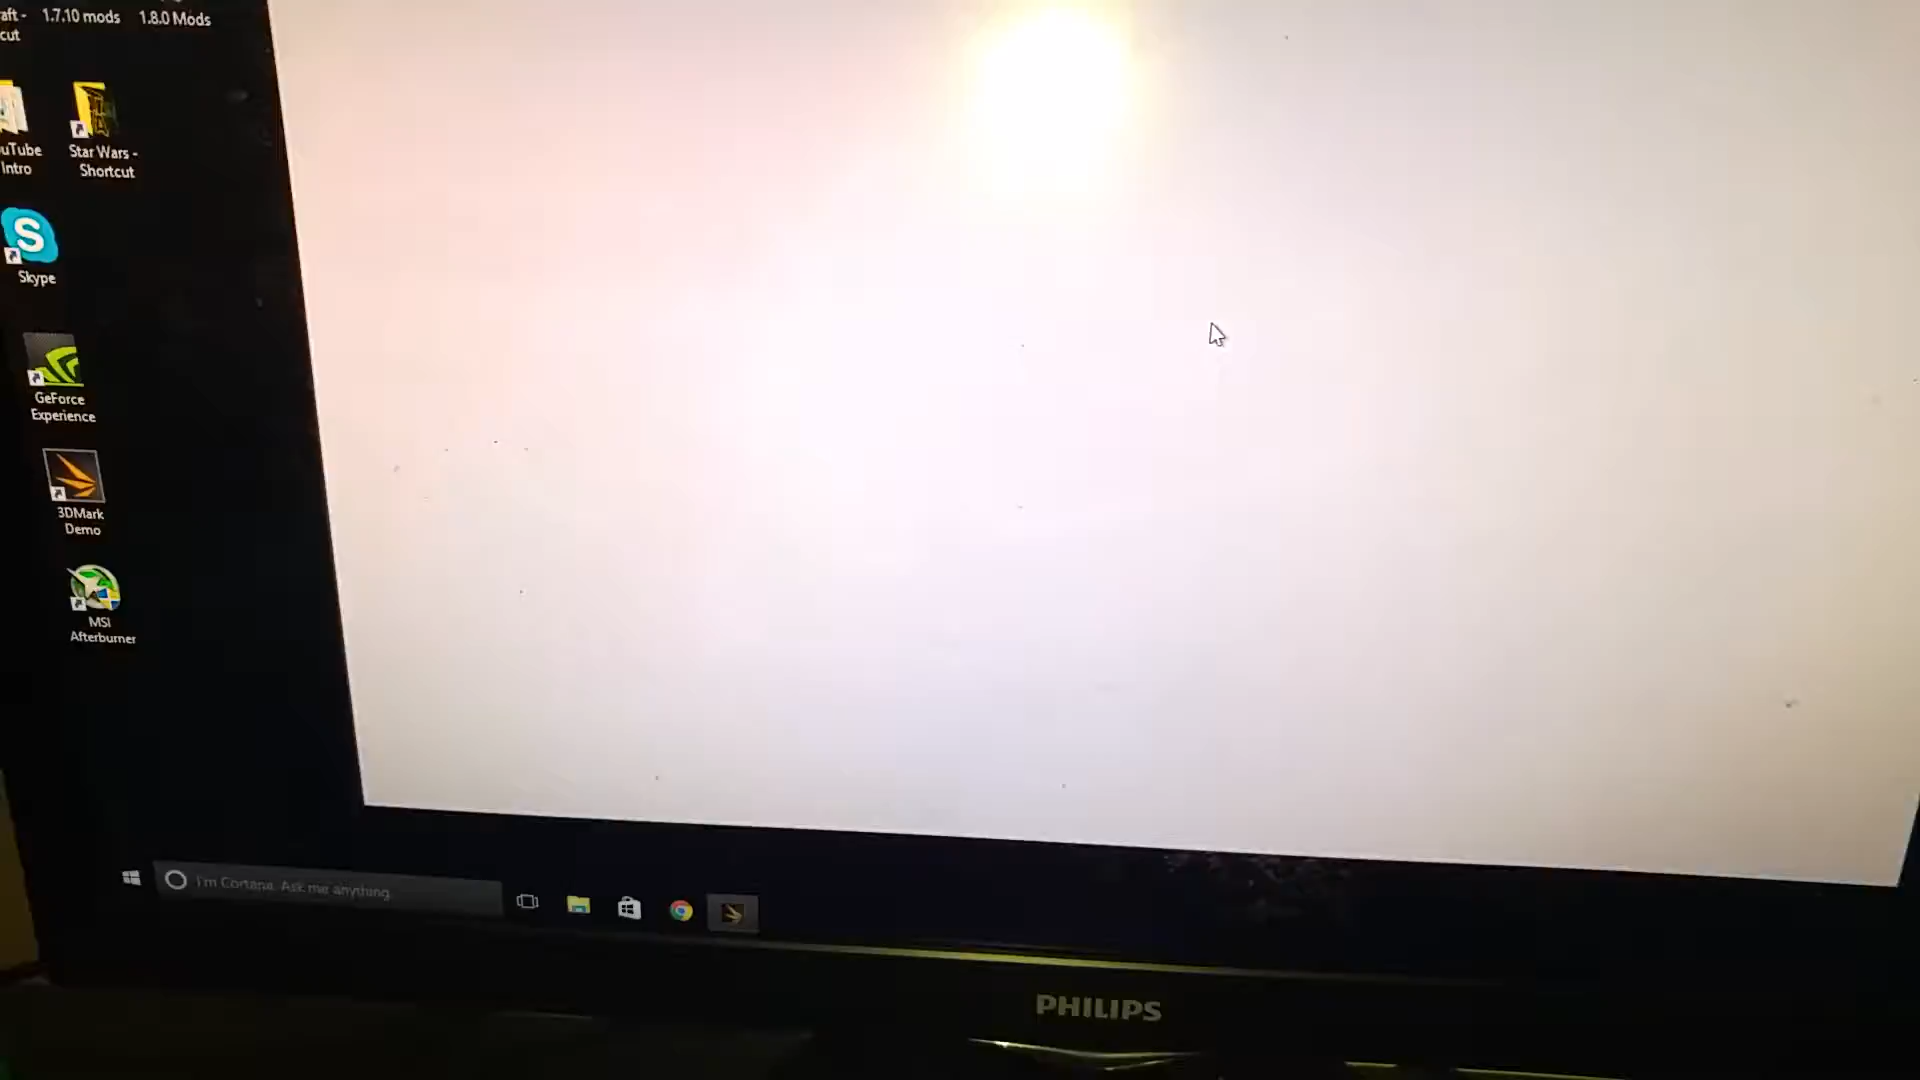 aft -
cut
1.7.10 mods
1.8.0 Mods
uTube
Intro
Star Wars -
Shortcut
S
Skype
GeForce
Experience
3DMark
Demo
MSI
Afterburner
I'm Cortana. Ask me anything.
PHILIPS